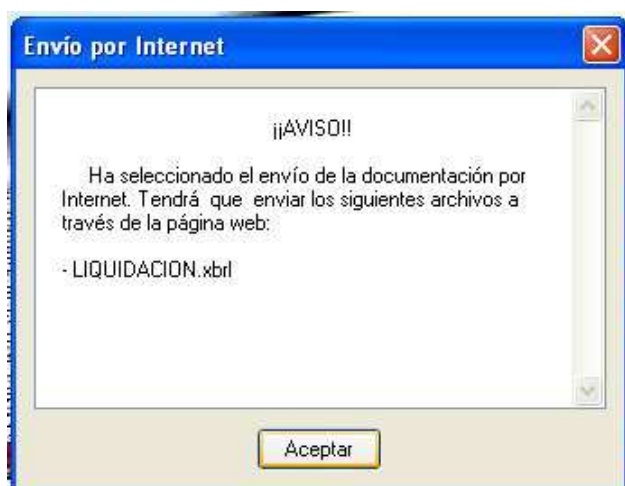 Envío por Internet
¡¡AVISO!!
Ha seleccionado el envío de la documentación por
Internet. Tendrá que enviar los siguientes archivos a
través de la página web:
- LIQUIDACION.xbrl
Aceptar